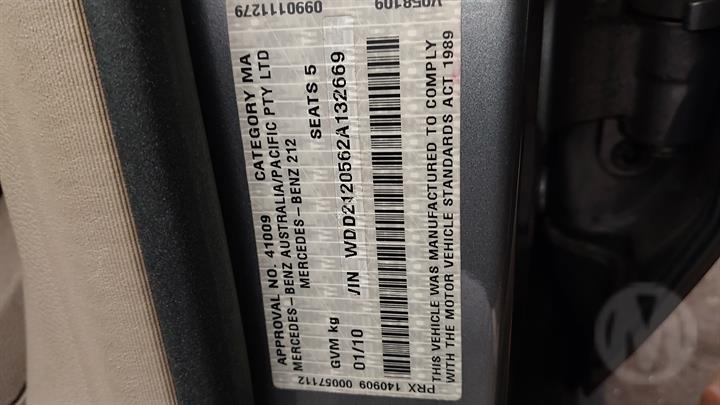 0990111279 V058109
APPROVAL NO. 41009 CATEGORY MA
MERCEDES-BENZ AUSTRALIA/PACIFIC PTY LTD
MERCEDES-BENZ 212
SEATS 5
GVM kg
01/10 VIN WDD2120562A132669
THIS VEHICLE WAS MANUFACTURED TO COMPLY
WITH THE MOTOR VEHICLE STANDARDS ACT 1989
PRX 140909 00057112
M